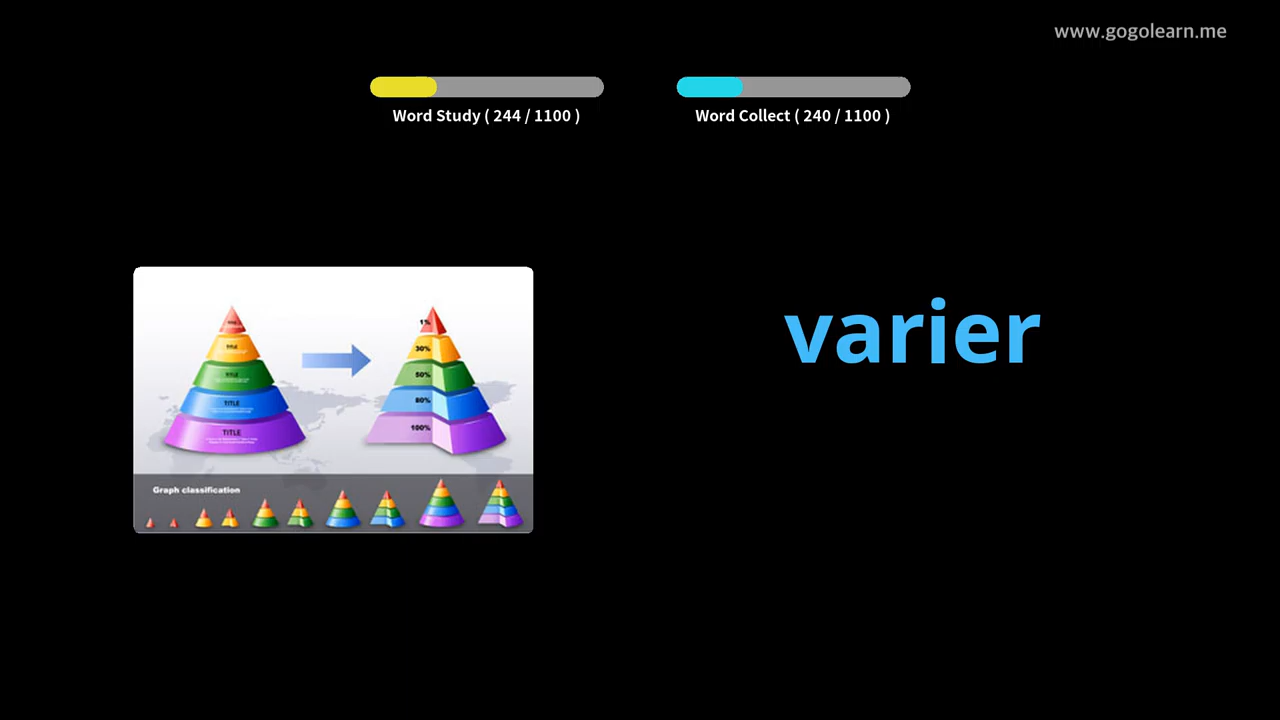 www.gogolearn.me
Word Study ( 244 / 1100 )
Word Collect ( 240 / 1100 )
varier
1%
TITLE
30%
TITLE
50%
TITLE
80%
TITLE
100%
Graph classification